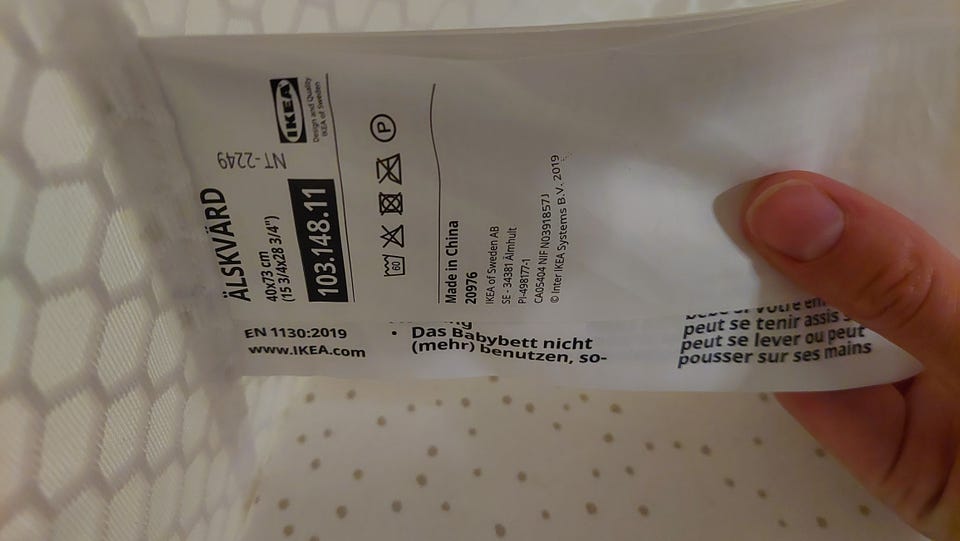 ÄLSKVÄRD
40x73 cm
(15 3/4x28 3/4")
103.148.11
NT-2249
IKEA
Design and Quality
IKEA of Sweden
60
P
Made in China
20976
IKEA of Sweden AB
SE - 34381 Älmhult
PI-498177-1
CA05404 NIF N0391857J
© Inter IKEA Systems B.V. 2019
EN 1130:2019
www.IKEA.com
• Das Babybett nicht
(mehr) benutzen, so-
peut se tenir assis
peut se lever ou peut
pousser sur ses mains